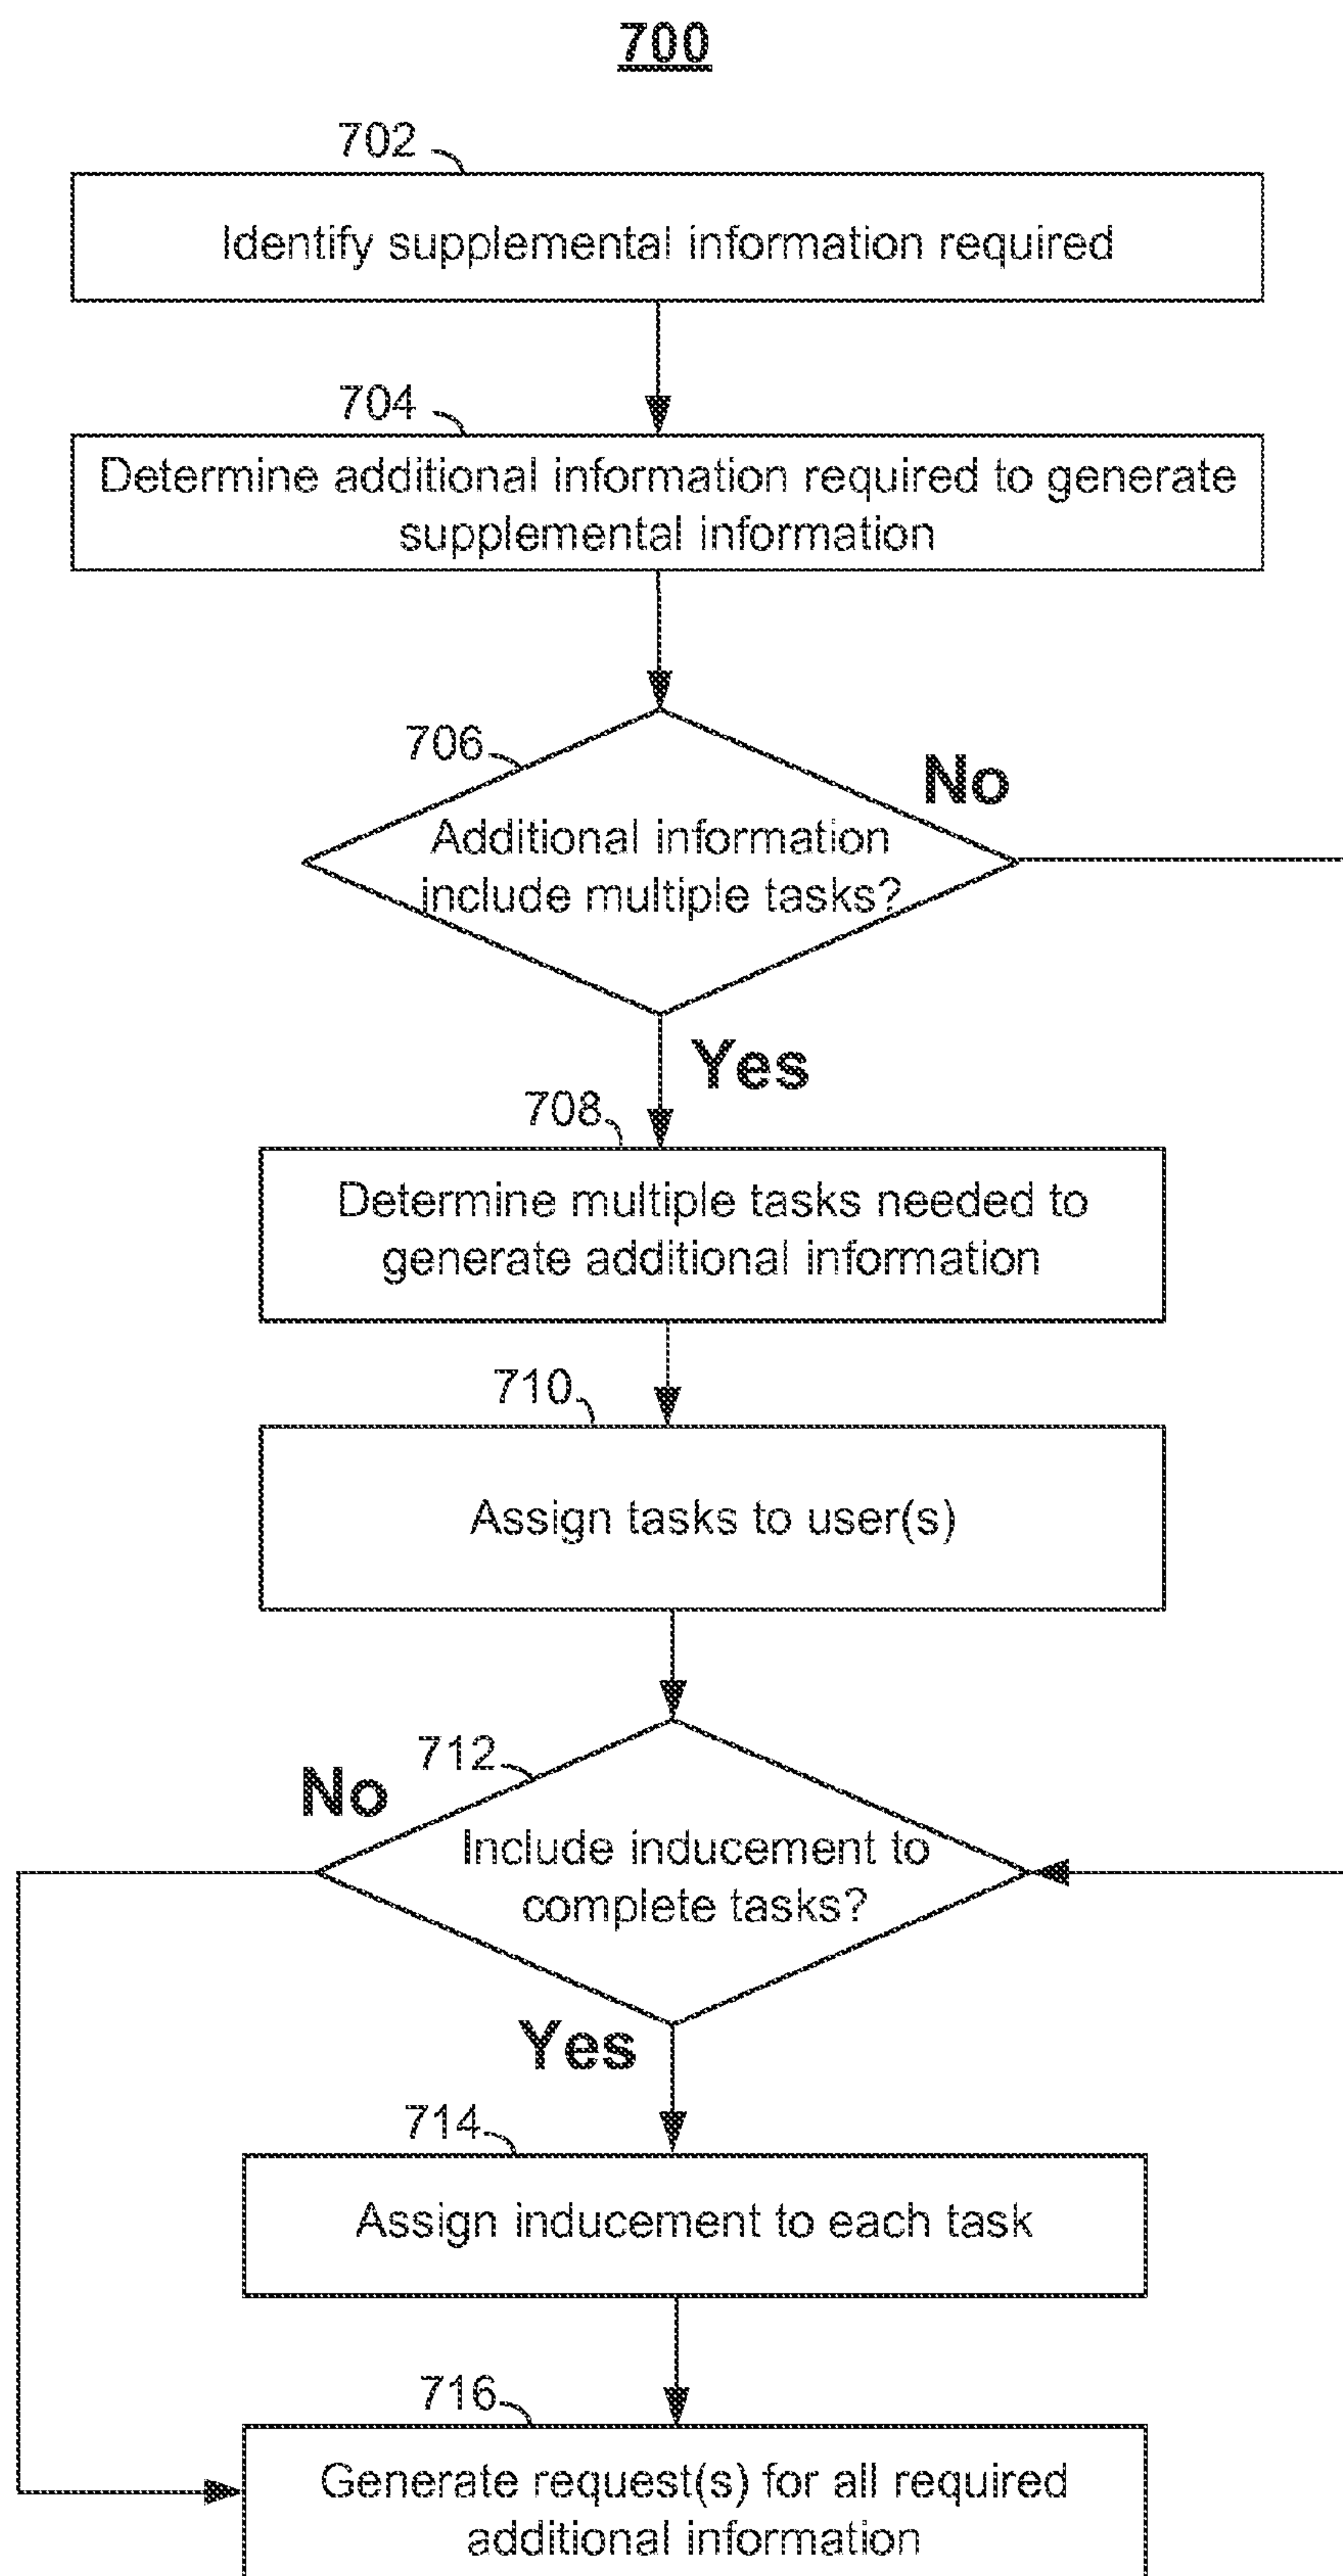 700
702
Identify supplemental information required
704
Determine additional information required to generate
supplemental information
706
No
Additional information
include multiple tasks?
Yes
708
Determine multiple tasks needed to
generate additional information
710
Assign tasks to user(s)
712
No
Include inducement to
complete tasks?
Yes
714
Assign inducement to each task
716
Generate request(s) for all required
additional information